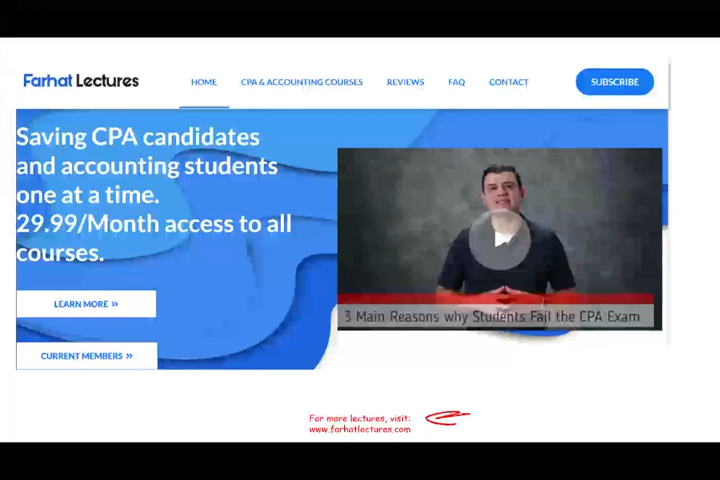 Farhat Lectures
HOME
CPA & ACCOUNTING COURSES
REVIEWS
FAQ
CONTACT
SUBSCRIBE
Saving CPA candidates
and accounting students
one at a time.
29.99/Month access to all
courses.
LEARN MORE »
CURRENT MEMBERS »
3 Main Reasons why Students Fail the CPA Exam
For more lectures, visit:
www.farhatlectures.com